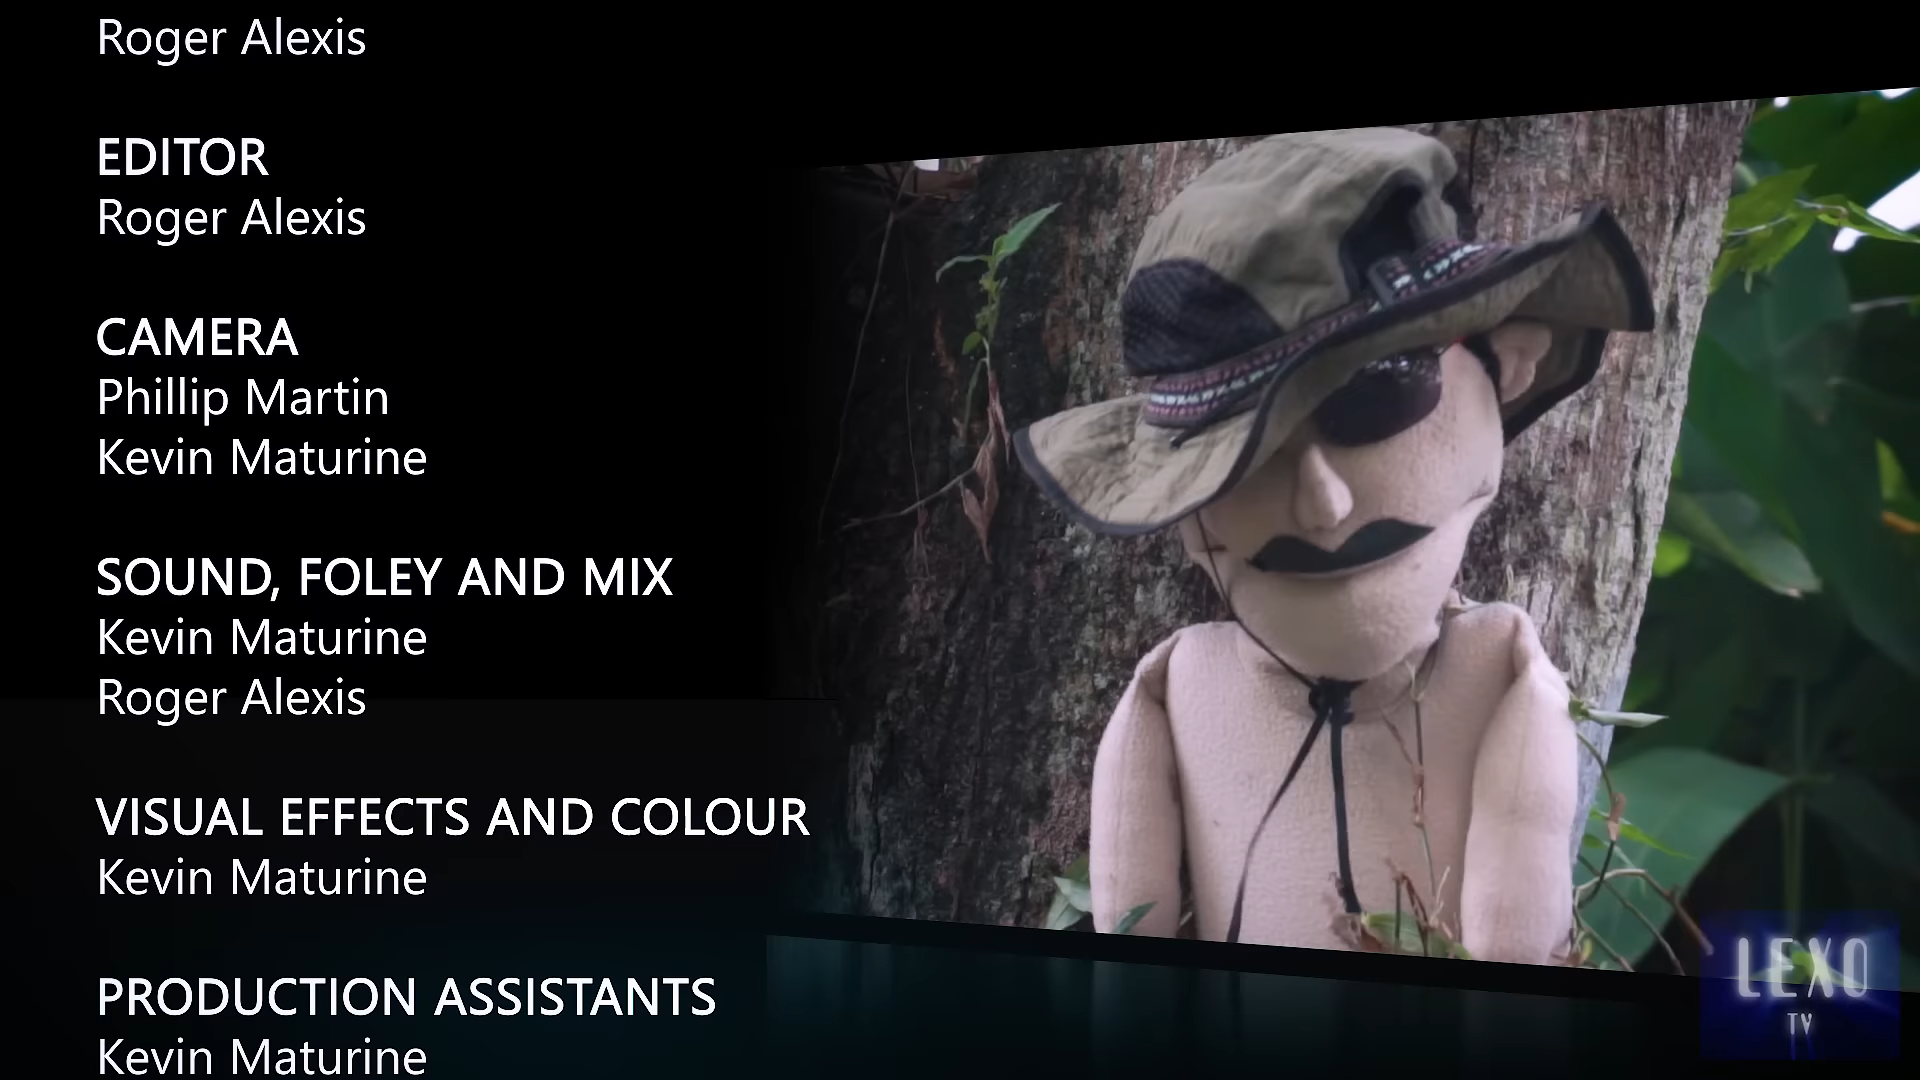 Roger Alexis
EDITOR
Roger Alexis
CAMERA
Phillip Martin
Kevin Maturine
SOUND, FOLEY AND MIX
Kevin Maturine
Roger Alexis
VISUAL EFFECTS AND COLOUR
Kevin Maturine
PRODUCTION ASSISTANTS
Kevin Maturine
LEXO
TV